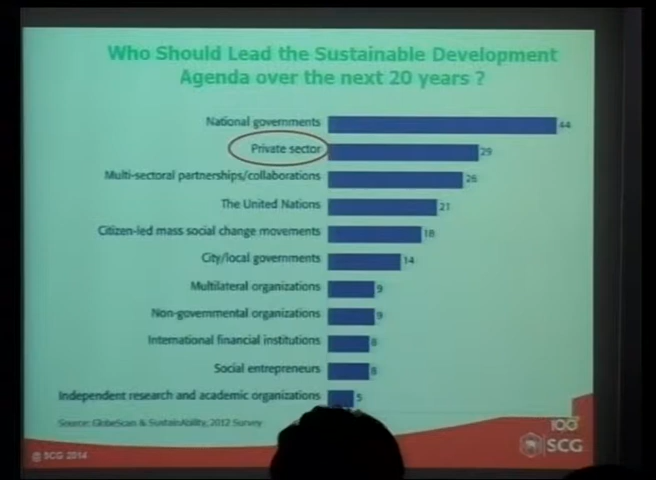 Who Should Lead the Sustainable Development
Agenda over the next 20 years ?
National governments 44
Private sector 29
Multi-sectoral partnerships/collaborations 26
The United Nations 21
Citizen-led mass social change movements 18
City/local governments 14
Multilateral organizations 9
Non-governmental organizations 9
International financial institutions 8
Social entrepreneurs 8
Independent research and academic organizations 5
Source: GlobeScan & SustainAbility, 2012 Survey
@ SCG 2014
100
SCG